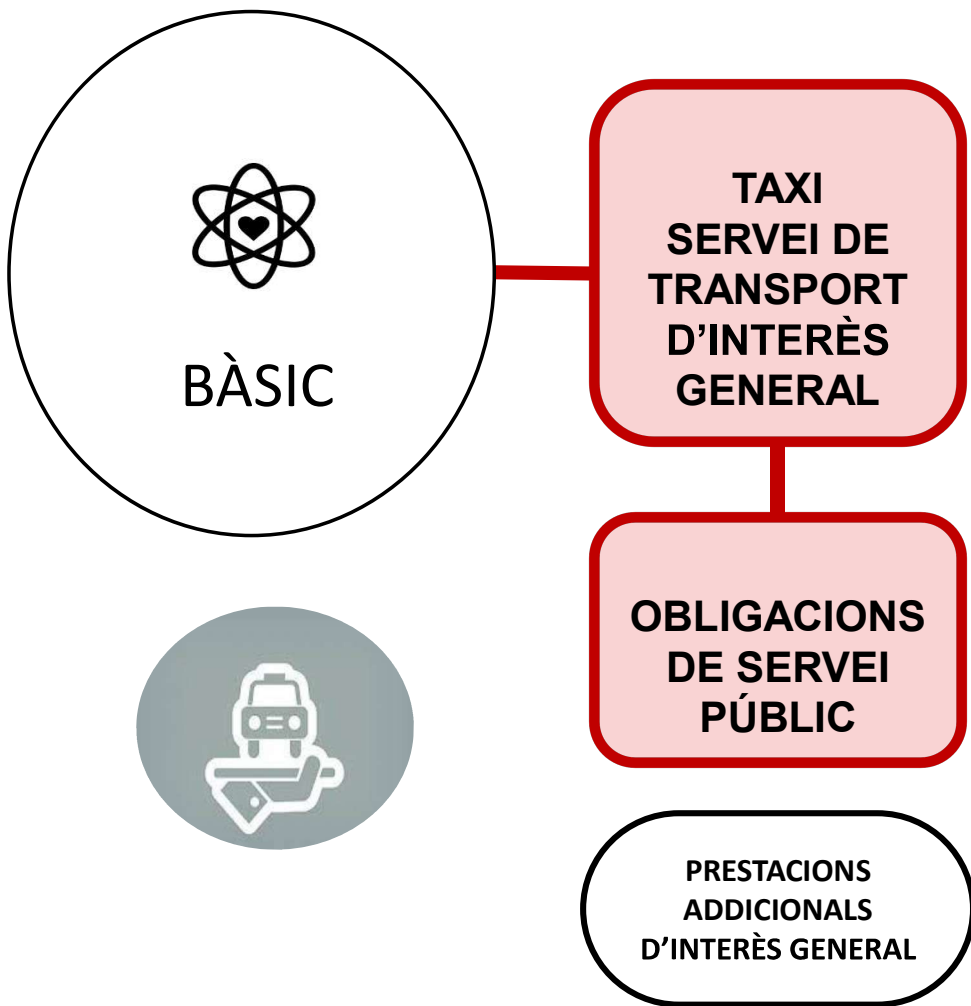 BÀSIC
TAXI
SERVEI DE
TRANSPORT
D’INTERÈS
GENERAL
OBLIGACIONS
DE SERVEI
PÚBLIC
PRESTACIONS
ADDICIONALS
D’INTERÈS GENERAL